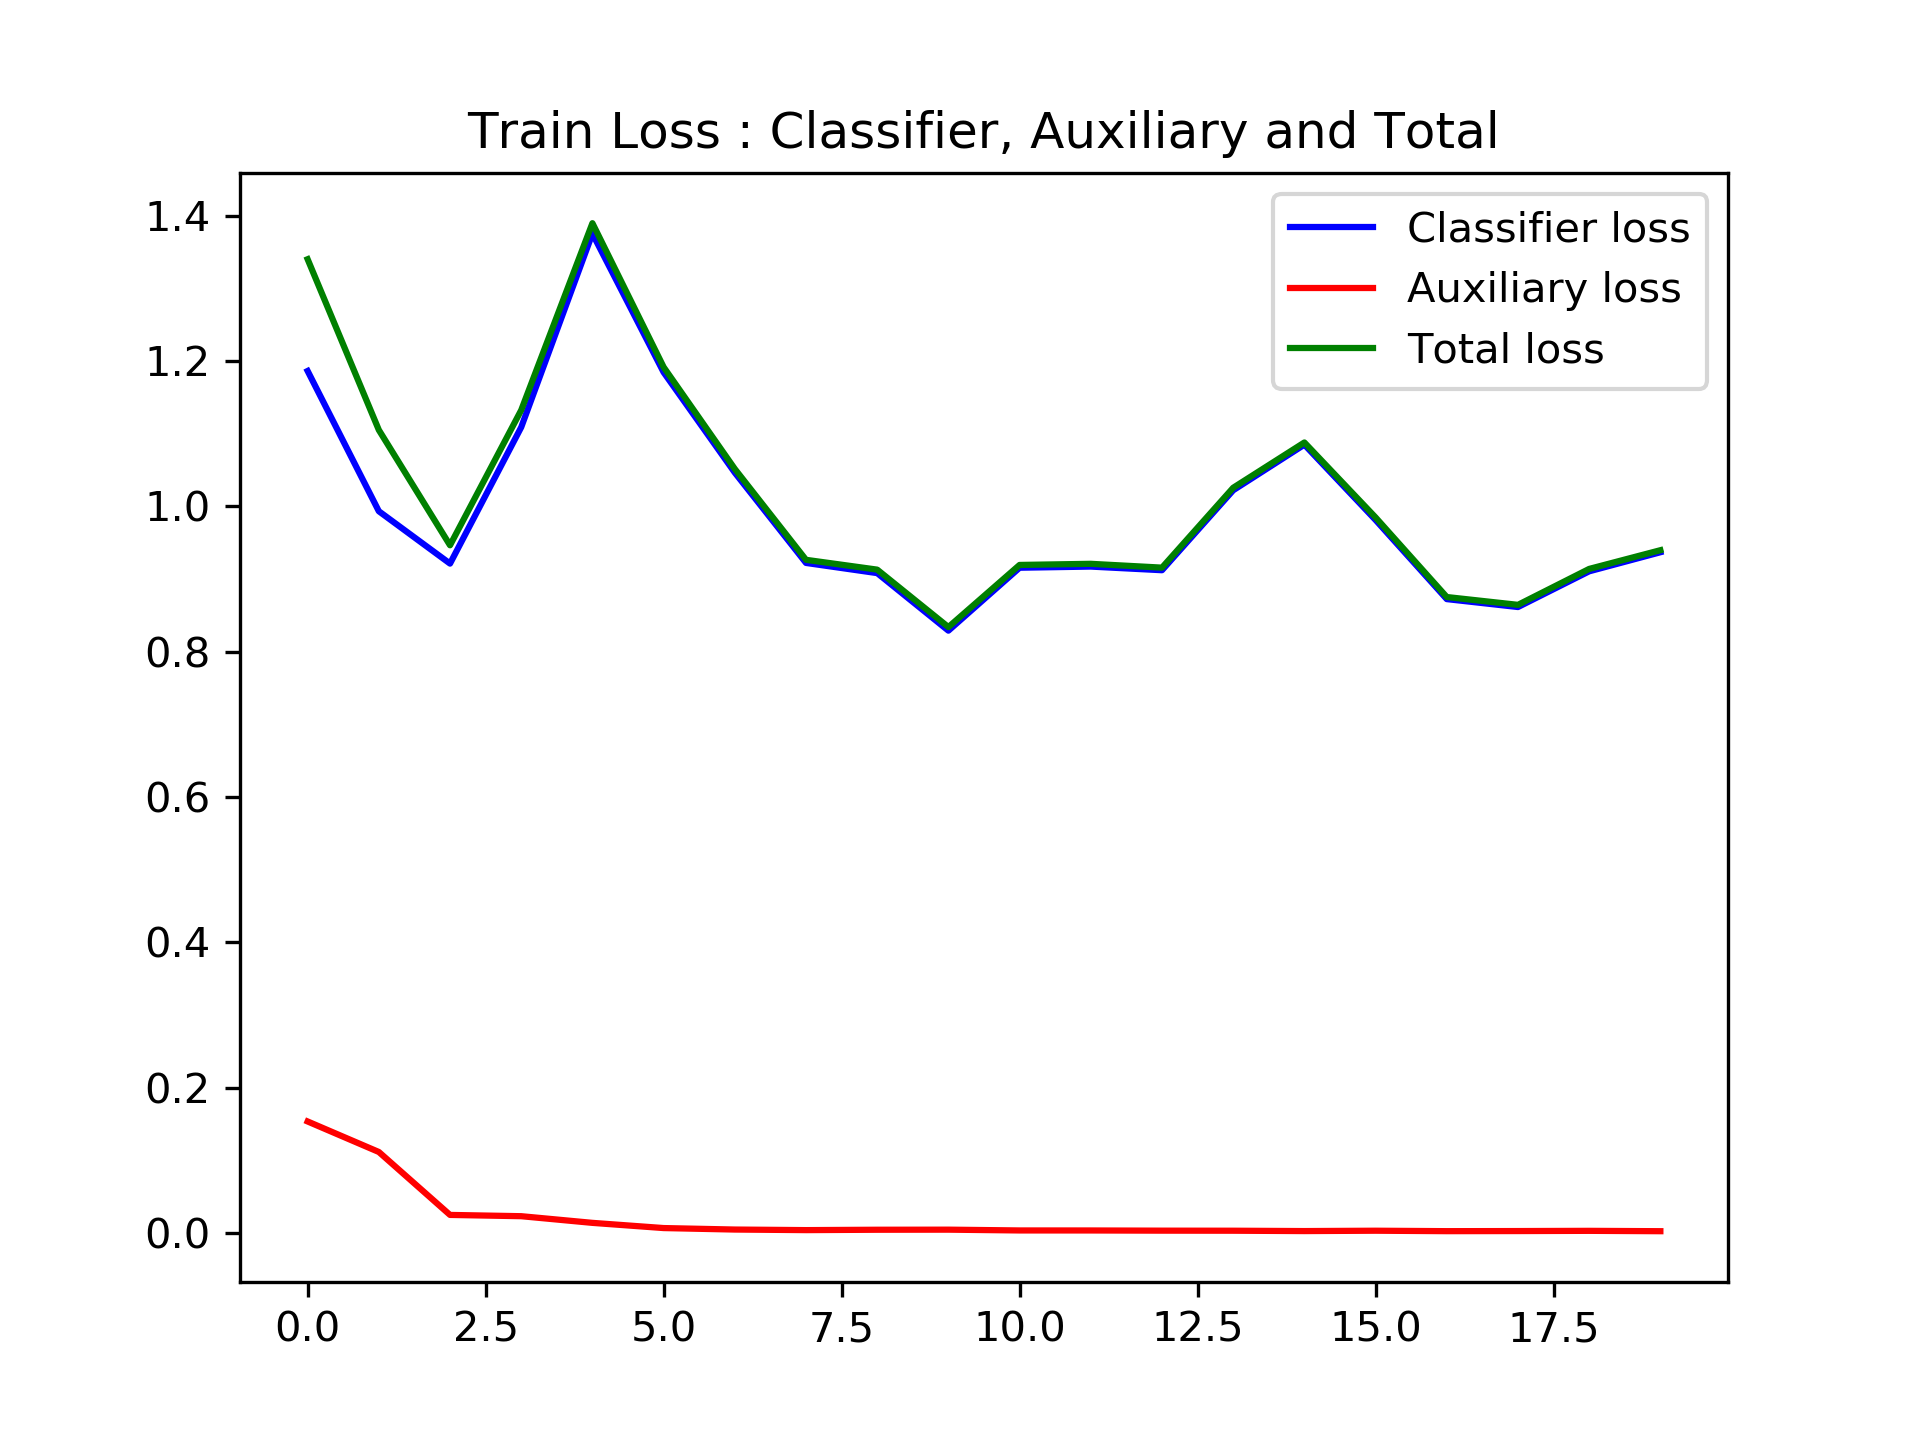 Train Loss : Classifier, Auxiliary and Total
Classifier loss
Auxiliary loss
Total loss
1.4
1.2
1.0
0.8
0.6
0.4
0.2
0.0
0.0 2.5 5.0 7.5 10.0 12.5 15.0 17.5